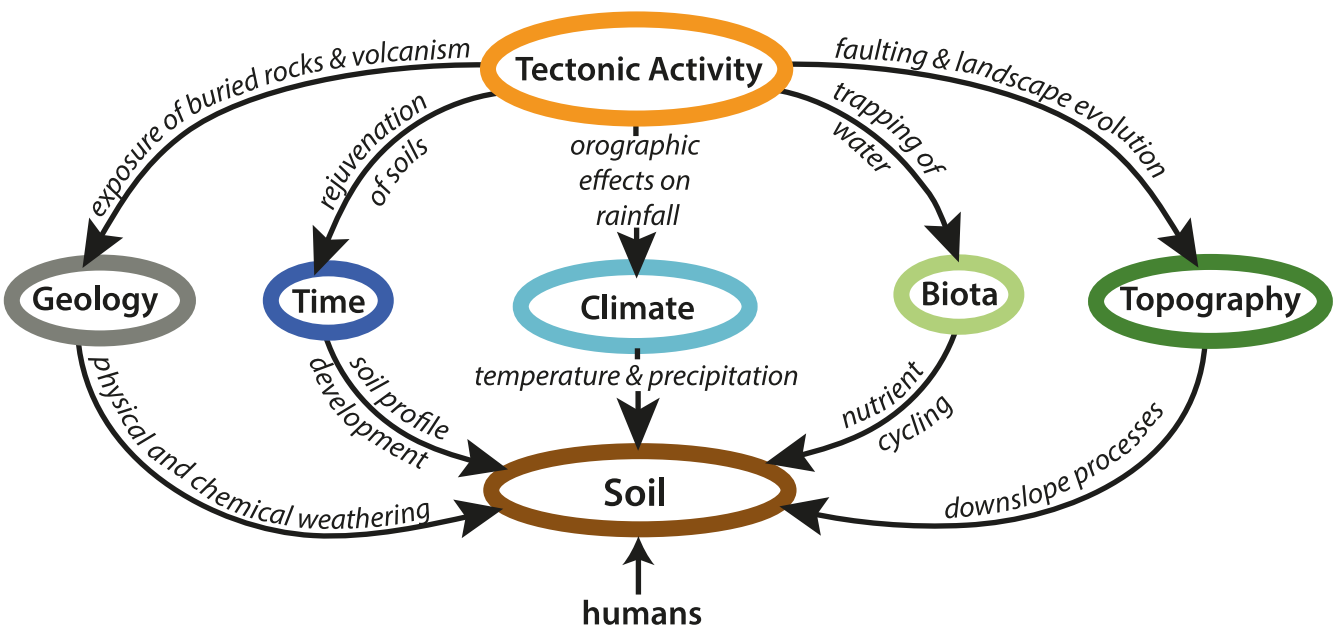 Tectonic Activity
exposure of buried rocks & volcanism
rejuvenation
of soils
orographic
effects on
rainfall
trapping of
water
faulting & landscape evolution
Geology
Time
Climate
Biota
Topography
physical and chemical weathering
soil profile
development
temperature & precipitation
nutrient
cycling
downslope processes
Soil
humans